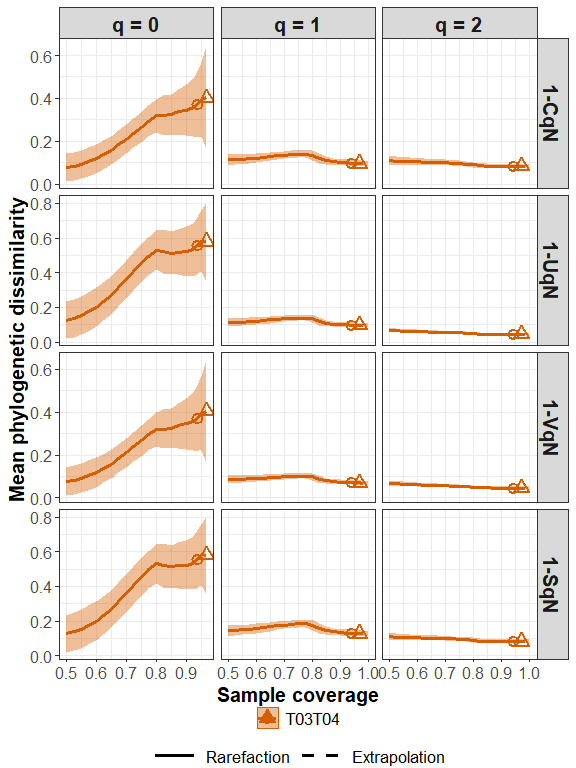 q = 0 q = 1 q = 2
Mean phylogenetic dissimilarity
0.6
0.4
0.2
0.0
1-CqN
0.8
0.6
0.4
0.2
0.0
1-UqN
0.6
0.4
0.2
0.0
1-VqN
0.8
0.6
0.4
0.2
0.0
1-SqN
0.5 0.6 0.7 0.8 0.9 0.5 0.6 0.7 0.8 0.9 1.0 0.5 0.6 0.7 0.8 0.9 1.0
Sample coverage
T03T04
Rarefaction Extrapolation